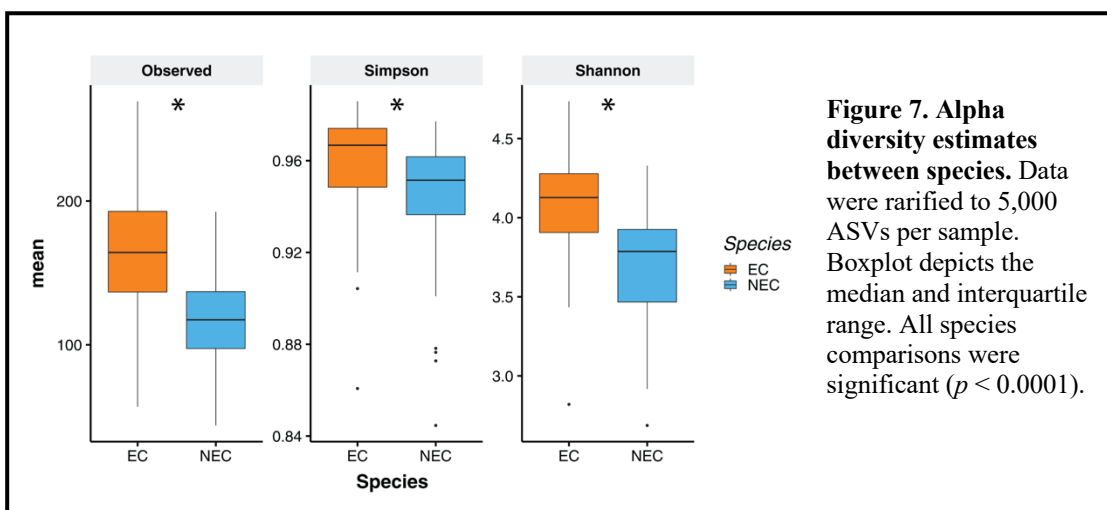 Observed
Simpson
Shannon
*
*
*
mean
200
100
0.96
0.92
0.88
0.84
4.5
4.0
3.5
3.0
EC
NEC
EC
NEC
EC
NEC
Species
Species
EC
NEC
Figure 7. Alpha
diversity estimates
between species. Data
were rarified to 5,000
ASVs per sample.
Boxplot depicts the
median and interquartile
range. All species
comparisons were
significant (p < 0.0001).